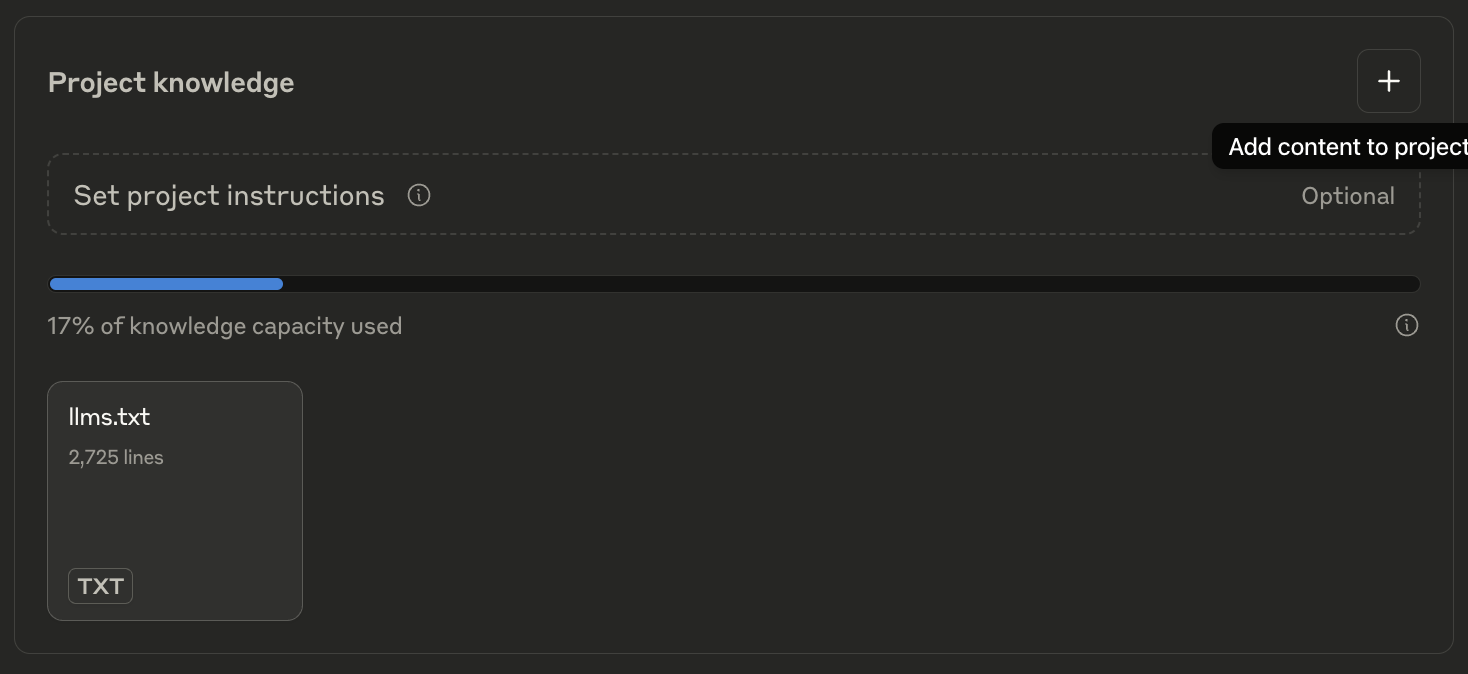 Project knowledge
Add content to project
Set project instructions
Optional
17% of knowledge capacity used
llms.txt
2,725 lines
TXT